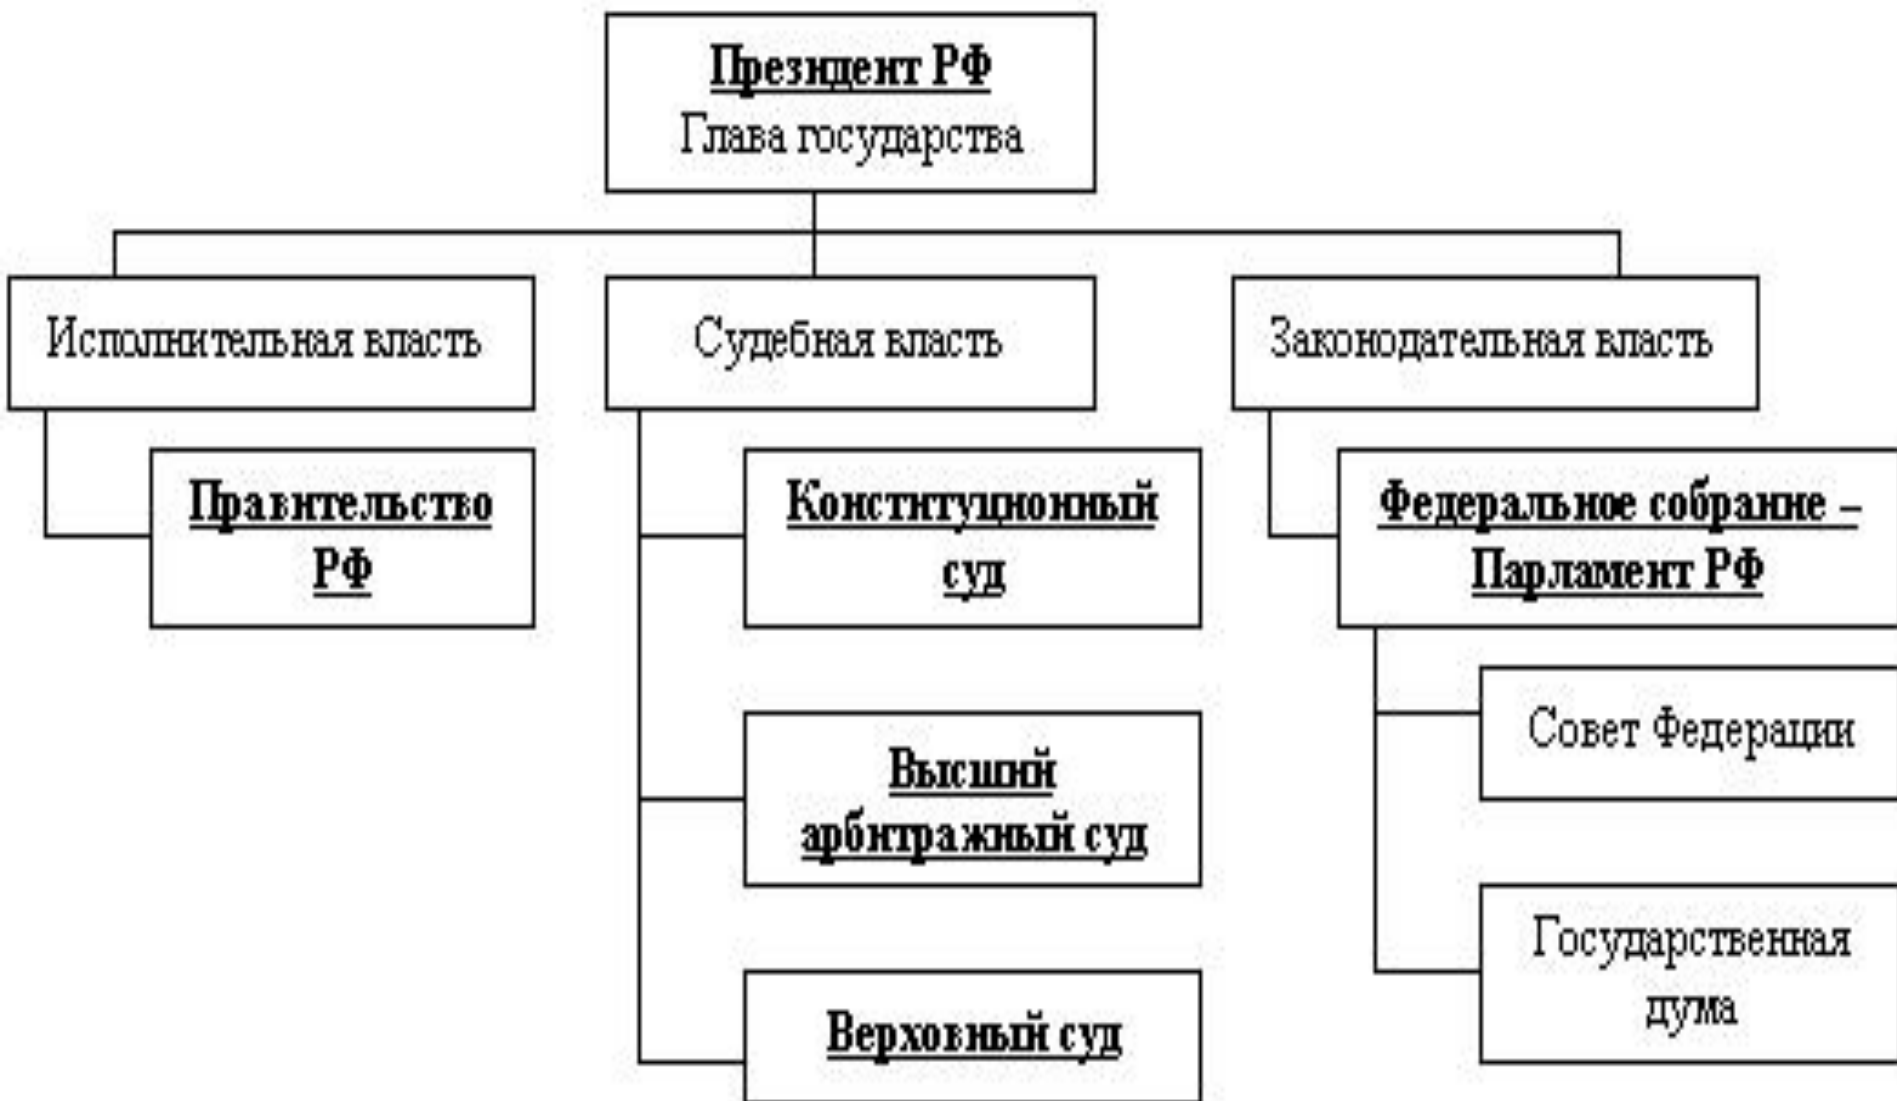 Президент РФ
Глава государства
Исполнительная власть
Судебная власть
Законодательная власть
Правительство
РФ
Конституционный
суд
Федеральное собрание –
Парламент РФ
Совет Федерации
Высший
арбитражный суд
Государственная
дума
Верховный суд